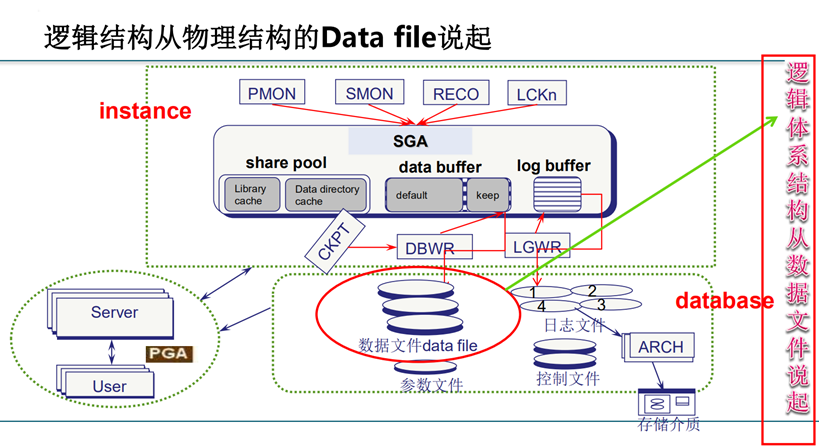 逻辑结构从物理结构的Data file说起
PMON
SMON
RECO
LCKn
instance
SGA
share pool
data buffer
log buffer
Library
cache
Data directory
cache
default
keep
CKPT
DBWR
LGWR
Server
PGA
User
数据文件data file
参数文件
1
2
4
3
日志文件
控制文件
database
ARCH
存储介质
逻辑体系结构从数据文件说起